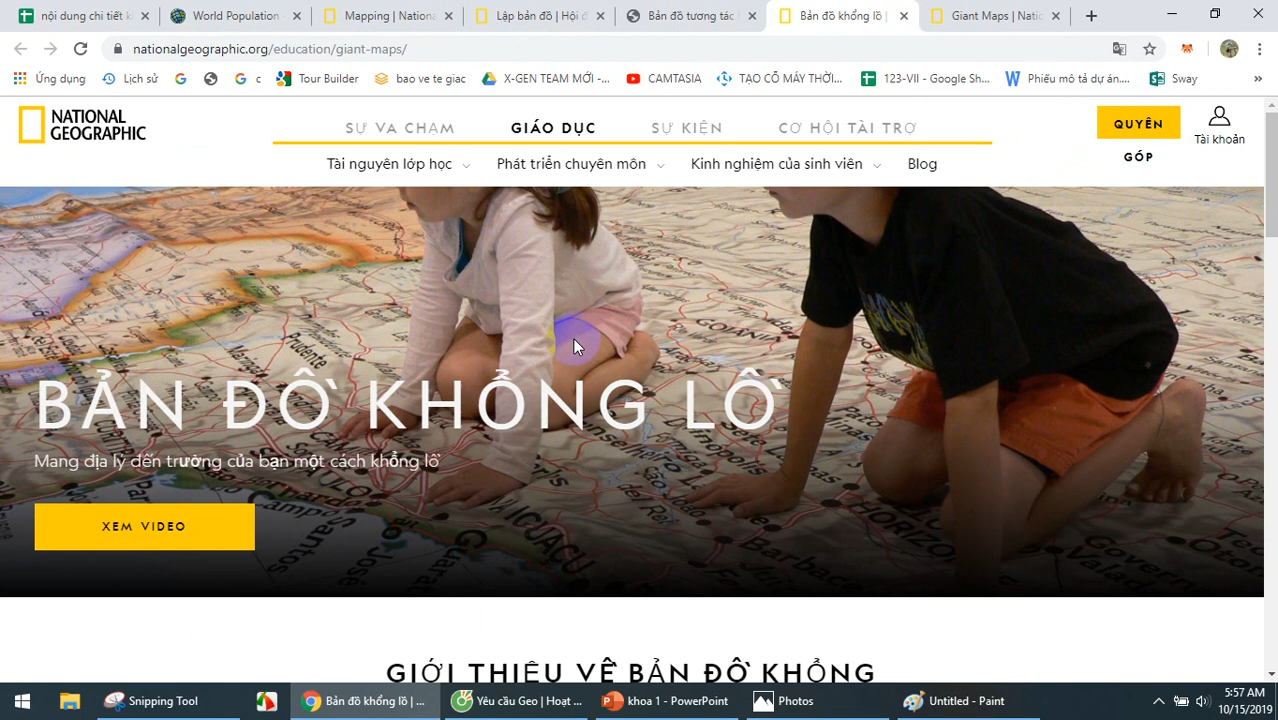 nội dung chi tiết k
World Population
Mapping | Nationa
Lập bản đồ | Hội đ
Bản đồ tương tác
Bản đồ khổng lồ |
Giant Maps | Natio
nationalgeographic.org/education/giant-maps/
Ứng dụng
Lịch sử
c
Tour Builder
bao ve te giac
X-GEN TEAM MỚI -...
CAMTASIA
TẠO CỖ MÁY THỜI...
123-VII - Google Sh...
Phiếu mô tả dự án....
Sway
»
NATIONAL
GEOGRAPHIC
SỰ VA CHẠM
GIÁO DỤC
SỰ KIỆN
CƠ HỘI TÀI TRỢ
QUYÊN
GÓP
Tài khoản
Tài nguyên lớp học
Phát triển chuyên môn
Kinh nghiệm của sinh viên
Blog
BẢN ĐỒ KHỔNG LỒ
Mang địa lý đến trường của bạn một cách khổng lồ
XEM VIDEO
GIỚI THIỆU VỀ BẢN ĐỒ KHỔNG
Snipping Tool
Bản đồ khổng lồ | ...
Yêu cầu Geo | Hoạt ...
khoa 1 - PowerPoint
Photos
Untitled - Paint
5:57 AM
10/15/2019